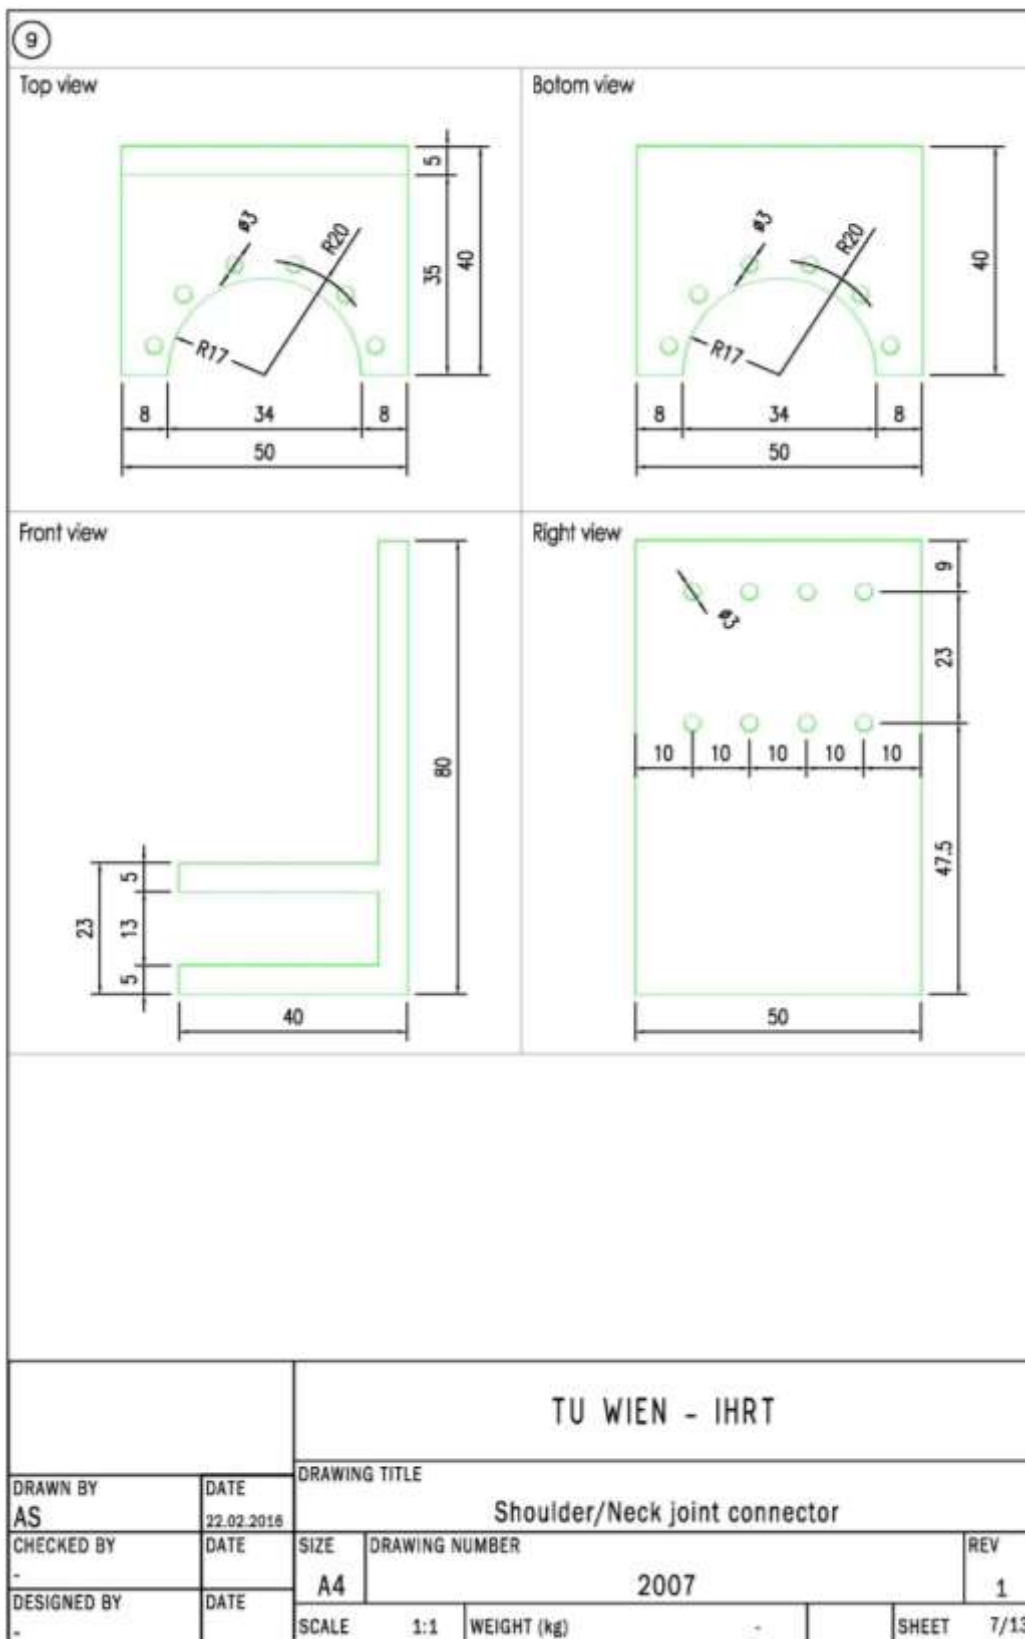 9
Top view
5
ø3
R20
35
40
R17
8
34
8
50
Botom view
ø3
R20
40
R17
8
34
8
50
Front view
80
5
23
13
5
40
Right view
9
ø3
23
10 10 10 10 10
47.5
50
TU WIEN - IHRT
DRAWING TITLE
Shoulder/Neck joint connector
DRAWN BY
AS
DATE
22.02.2016
CHECKED BY
-
DATE
SIZE
A4
DRAWING NUMBER
2007
REV
1
DESIGNED BY
-
DATE
SCALE 1:1
WEIGHT (kg) -
SHEET 7/13